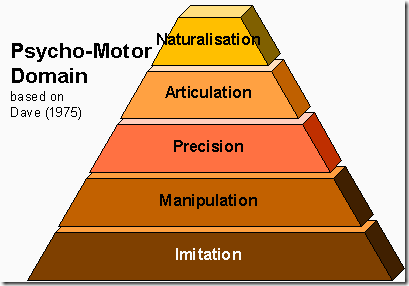 Psycho-Motor
Domain
based on
Dave (1975)
Naturalisation
Articulation
Precision
Manipulation
Imitation